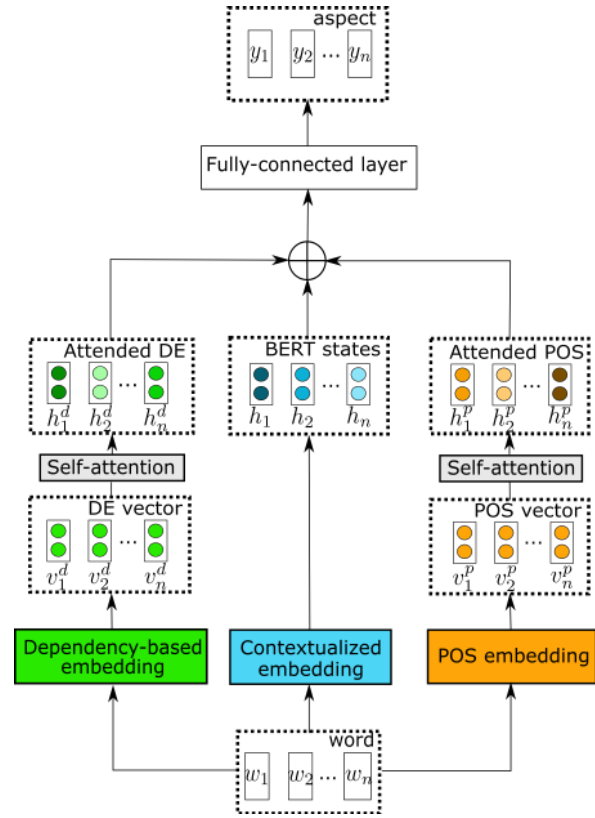 aspect
y₁ y₂ ... yₙ
Fully-connected layer
Attended DE
h₁ᵈ h₂ᵈ ... hₙᵈ
BERT states
h₁ h₂ ... hₙ
Attended POS
h₁ᵖ h₂ᵖ ... hₙᵖ
Self-attention
Self-attention
DE vector
v₁ᵈ v₂ᵈ ... vₙᵈ
POS vector
v₁ᵖ v₂ᵖ ... vₙᵖ
Dependency-based
embedding
Contextualized
embedding
POS embedding
word
w₁ w₂ ... wₙ